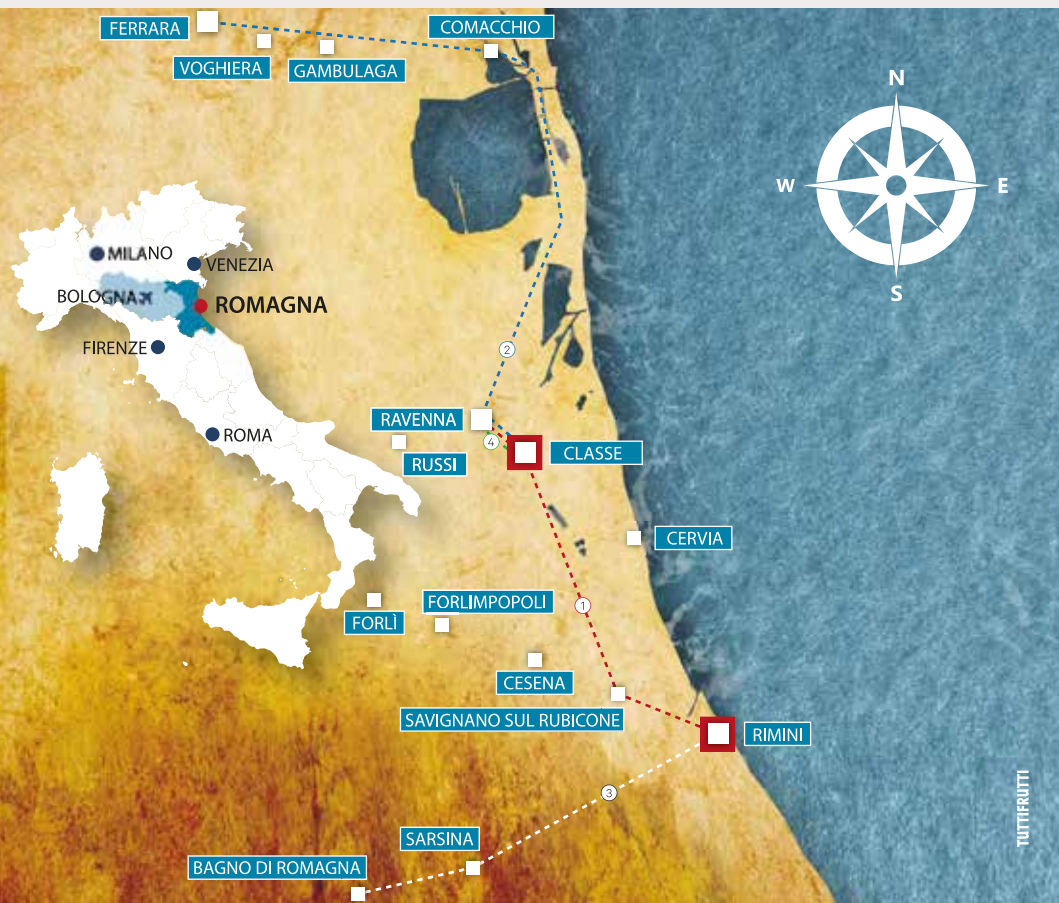 FERRARA
COMACCHIO
VOGHIERA
GAMBULAGA
N
W
E
S
MILANO
VENEZIA
BOLOGNA
ROMAGNA
FIRENZE
2
ROMA
RAVENNA
4
CLASSE
RUSSI
CERVIA
FORLIMPOPOLI
1
FORLÌ
CESENA
SAVIGNANO SUL RUBICONE
RIMINI
3
TUTTIFRUTTI
SARSINA
BAGNO DI ROMAGNA